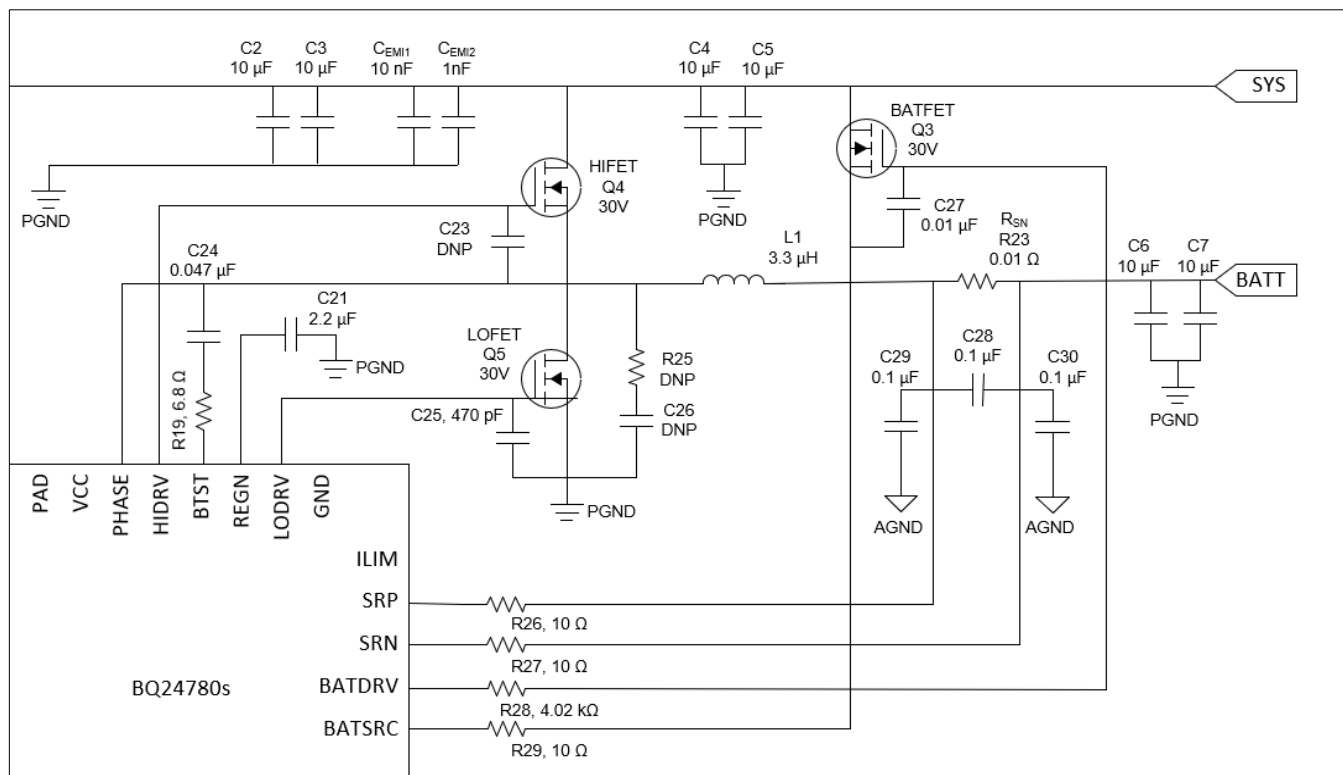 C2
10 µF
C3
10 µF
CEMI1
10 nF
CEMI2
1nF
C4
10 µF
C5
10 µF
SYS
BATFET
Q3
30V
HIFET
Q4
30V
PGND
PGND
C23
DNP
C27
0.01 µF
RSN
R23
0.01 Ω
L1
3.3 µH
C24
0.047 µF
C6
10 µF
C7
10 µF
BATT
C21
2.2 µF
PGND
LOFET
Q5
30V
R25
DNP
C26
DNP
C29
0.1 µF
C28
0.1 µF
C30
0.1 µF
PGND
R19, 6.8 Ω
C25, 470 pF
PGND
AGND
AGND
PAD
VCC
PHASE
HIDRV
BTST
REGN
LODRV
GND
ILIM
SRP
R26, 10 Ω
SRN
R27, 10 Ω
BQ24780s
BATDRV
R28, 4.02 kΩ
BATSRC
R29, 10 Ω